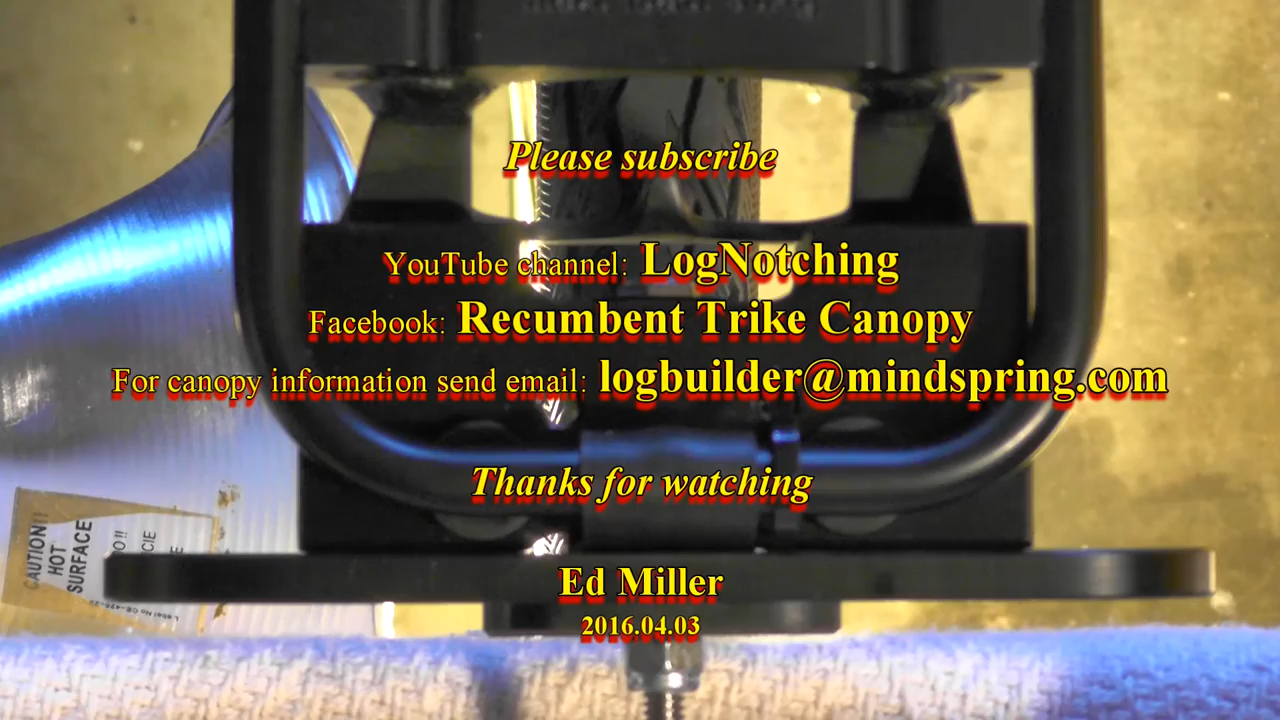 Please subscribe
YouTube channel: LogNotching
Facebook: Recumbent Trike Canopy
For canopy information send email: logbuilder@mindspring.com
Thanks for watching
Ed Miller
2016.04.03
CAUTION!!
HOT
SURFACE